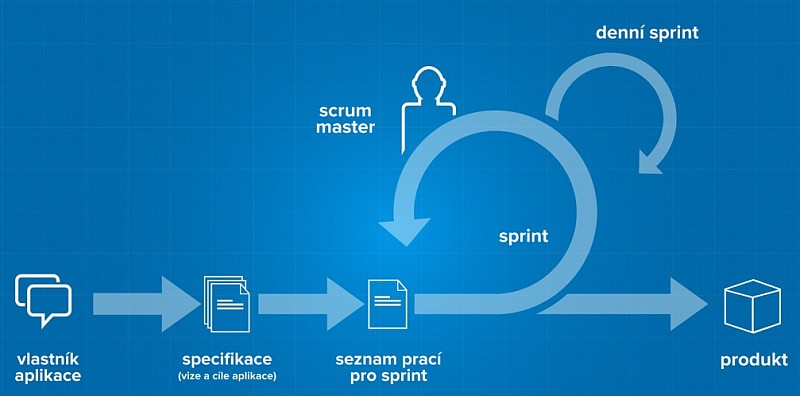 denní sprint
scrum
master
sprint
vlastník
aplikace
specifikace
(vize a cíle aplikace)
seznam prací
pro sprint
produkt